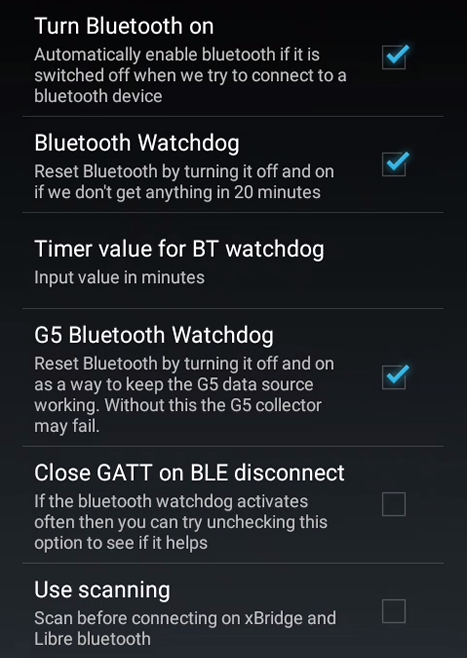 Turn Bluetooth on
Automatically enable bluetooth if it is
switched off when we try to connect to a
bluetooth device
Bluetooth Watchdog
Reset Bluetooth by turning it off and on
if we don't get anything in 20 minutes
Timer value for BT watchdog
Input value in minutes
G5 Bluetooth Watchdog
Reset Bluetooth by turning it off and on
as a way to keep the G5 data source
working. Without this the G5 collector
may fail.
Close GATT on BLE disconnect
If the bluetooth watchdog activates
often then you can try unchecking this
option to see if it helps
Use scanning
Scan before connecting on xBridge and
Libre bluetooth